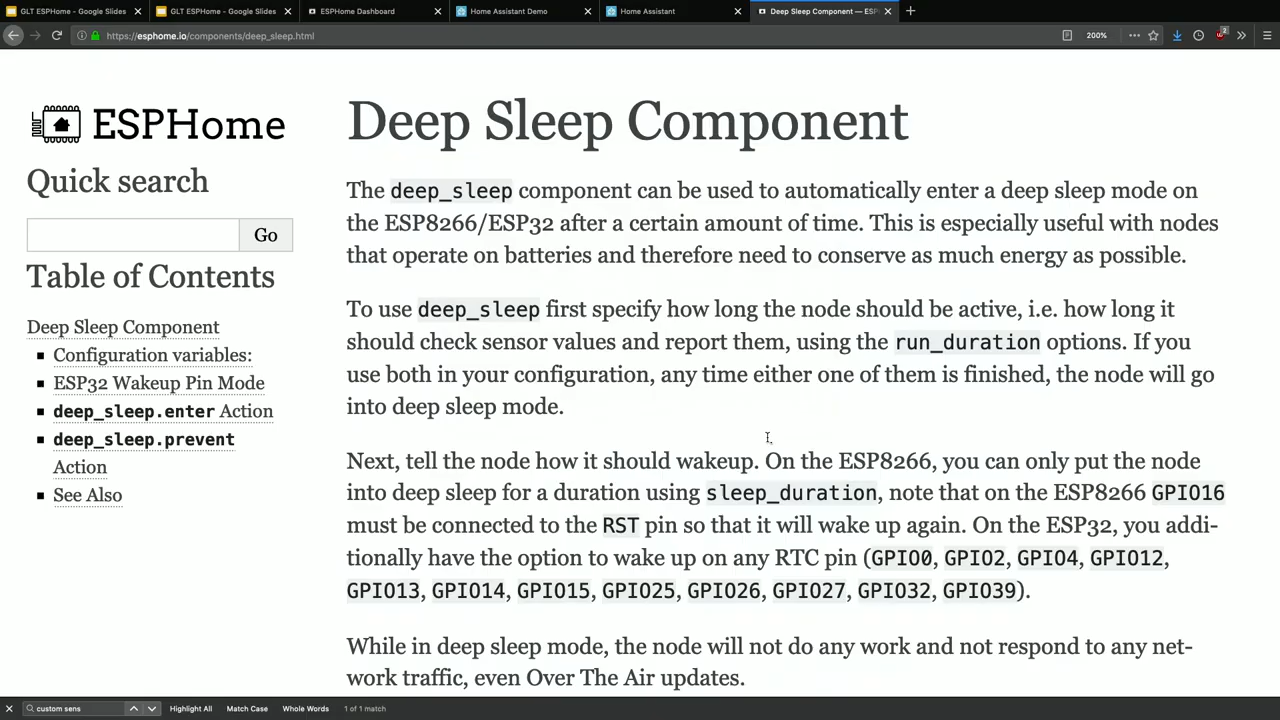 GLT ESPHome - Google Slides
GLT ESPHome - Google Slides
ESPHome Dashboard
Home Assistant Demo
Home Assistant
Deep Sleep Component — ESP
https://esphome.io/components/deep_sleep.html
200%
2
ESPHome
Quick search
Go
Table of Contents
Deep Sleep Component
Configuration variables:
ESP32 Wakeup Pin Mode
deep_sleep.enter Action
deep_sleep.prevent
Action
See Also
Deep Sleep Component
The deep_sleep component can be used to automatically enter a deep sleep mode on
the ESP8266/ESP32 after a certain amount of time. This is especially useful with nodes
that operate on batteries and therefore need to conserve as much energy as possible.
To use deep_sleep first specify how long the node should be active, i.e. how long it
should check sensor values and report them, using the run_duration options. If you
use both in your configuration, any time either one of them is finished, the node will go
into deep sleep mode.
Next, tell the node how it should wakeup. On the ESP8266, you can only put the node
into deep sleep for a duration using sleep_duration, note that on the ESP8266 GPIO16
must be connected to the RST pin so that it will wake up again. On the ESP32, you addi-
tionally have the option to wake up on any RTC pin (GPIO0, GPIO2, GPIO4, GPIO12,
GPIO13, GPIO14, GPIO15, GPIO25, GPIO26, GPIO27, GPIO32, GPIO39).
While in deep sleep mode, the node will not do any work and not respond to any net-
work traffic, even Over The Air updates.
custom sens
Highlight All
Match Case
Whole Words
1 of 1 match